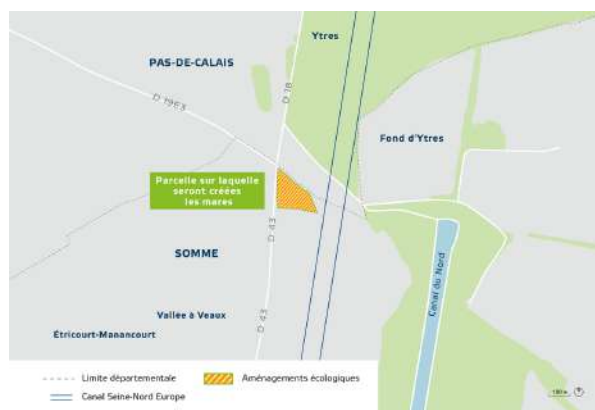 Ytres
PAS-DE-CALAIS
D 18
D 19E3
Fond d'Ytres
Parcelle sur laquelle
seront créées
les mares
D 43
SOMME
Canal du Nord
Vallée à Veaux
D 43
Étricourt-Manancourt
Limite départementale
Aménagements écologiques
Canal Seine-Nord Europe